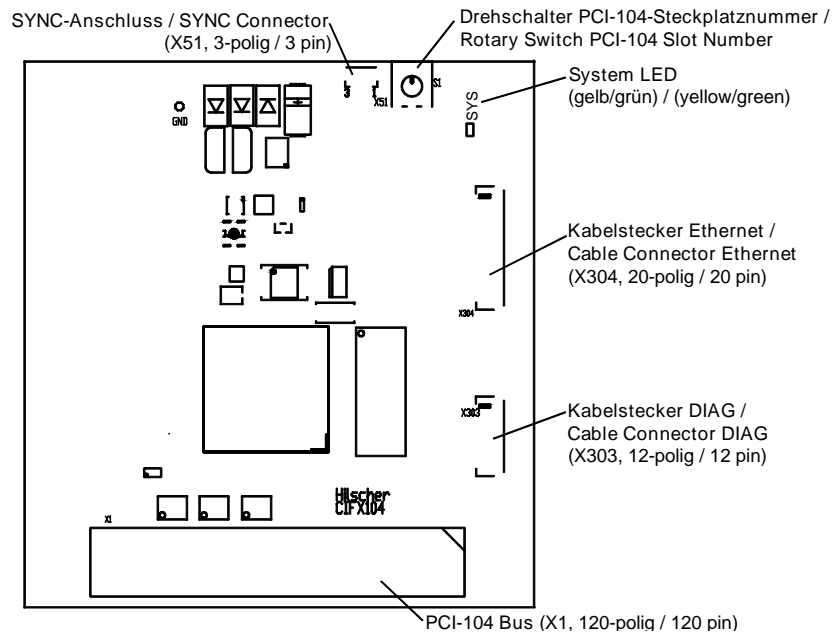 SYNC-Anschluss / SYNC Connector
(X51, 3-polig / 3 pin)
Drehschalter PCI-104-Steckplatznummer /
Rotary Switch PCI-104 Slot Number
System LED
(gelb/grün) / (yellow/green)
SYS
GND
3
1
X51
S1
Kabelstecker Ethernet /
Cable Connector Ethernet
(X304, 20-polig / 20 pin)
X304
Kabelstecker DIAG /
Cable Connector DIAG
(X303, 12-polig / 12 pin)
X303
Hilscher
CIFX104
X1
PCI-104 Bus (X1, 120-polig / 120 pin)